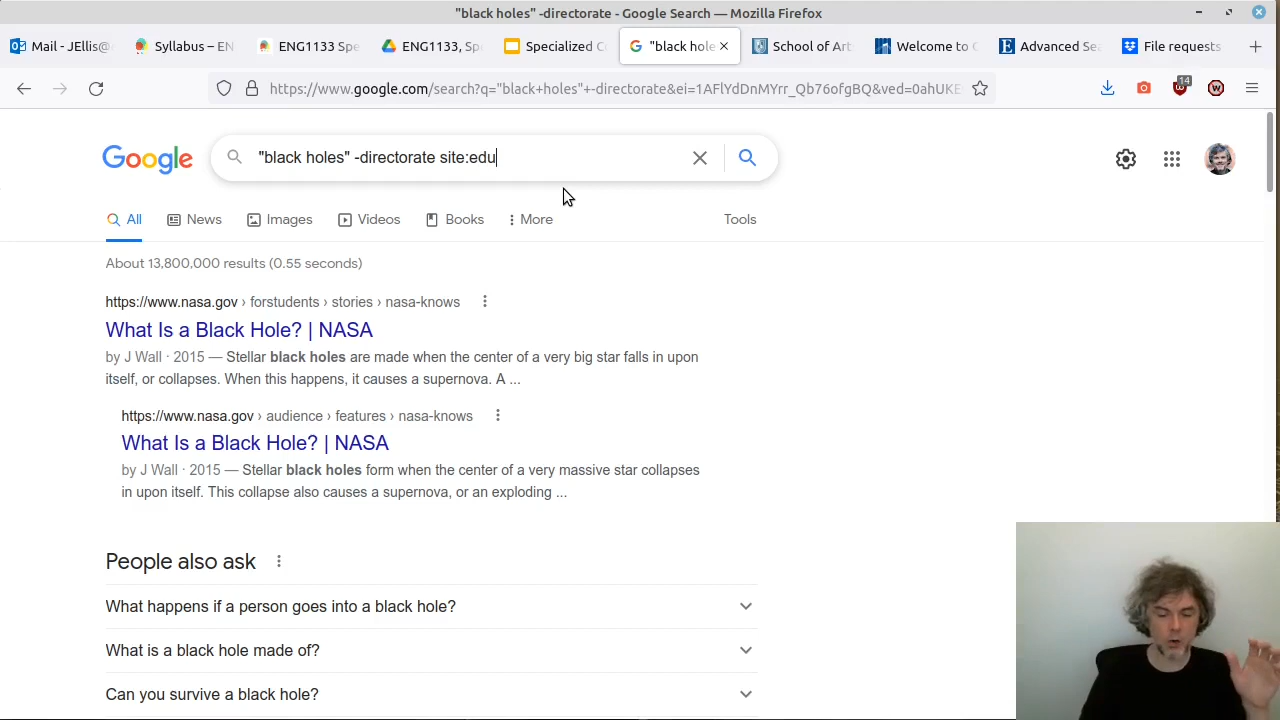 "black holes" -directorate - Google Search — Mozilla Firefox
Mail - JEllis@
Syllabus – EN
ENG1133 Spe
ENG1133, Sp
Specialized C
"black hole
School of Art
Welcome to C
Advanced Sea
File requests
https://www.google.com/search?q="black+holes"+-directorate&ei=1AFlYdDnMYrr_Qb76ofgBQ&ved=0ahUKE
14
Google
"black holes" -directorate site:edu
All
News
Images
Videos
Books
More
Tools
About 13,800,000 results (0.55 seconds)
https://www.nasa.gov › forstudents › stories › nasa-knows
What Is a Black Hole? | NASA
by J Wall · 2015 — Stellar black holes are made when the center of a very big star falls in upon
itself, or collapses. When this happens, it causes a supernova. A ...
https://www.nasa.gov › audience › features › nasa-knows
What Is a Black Hole? | NASA
by J Wall · 2015 — Stellar black holes form when the center of a very massive star collapses
in upon itself. This collapse also causes a supernova, or an exploding ...
People also ask
What happens if a person goes into a black hole?
What is a black hole made of?
Can you survive a black hole?